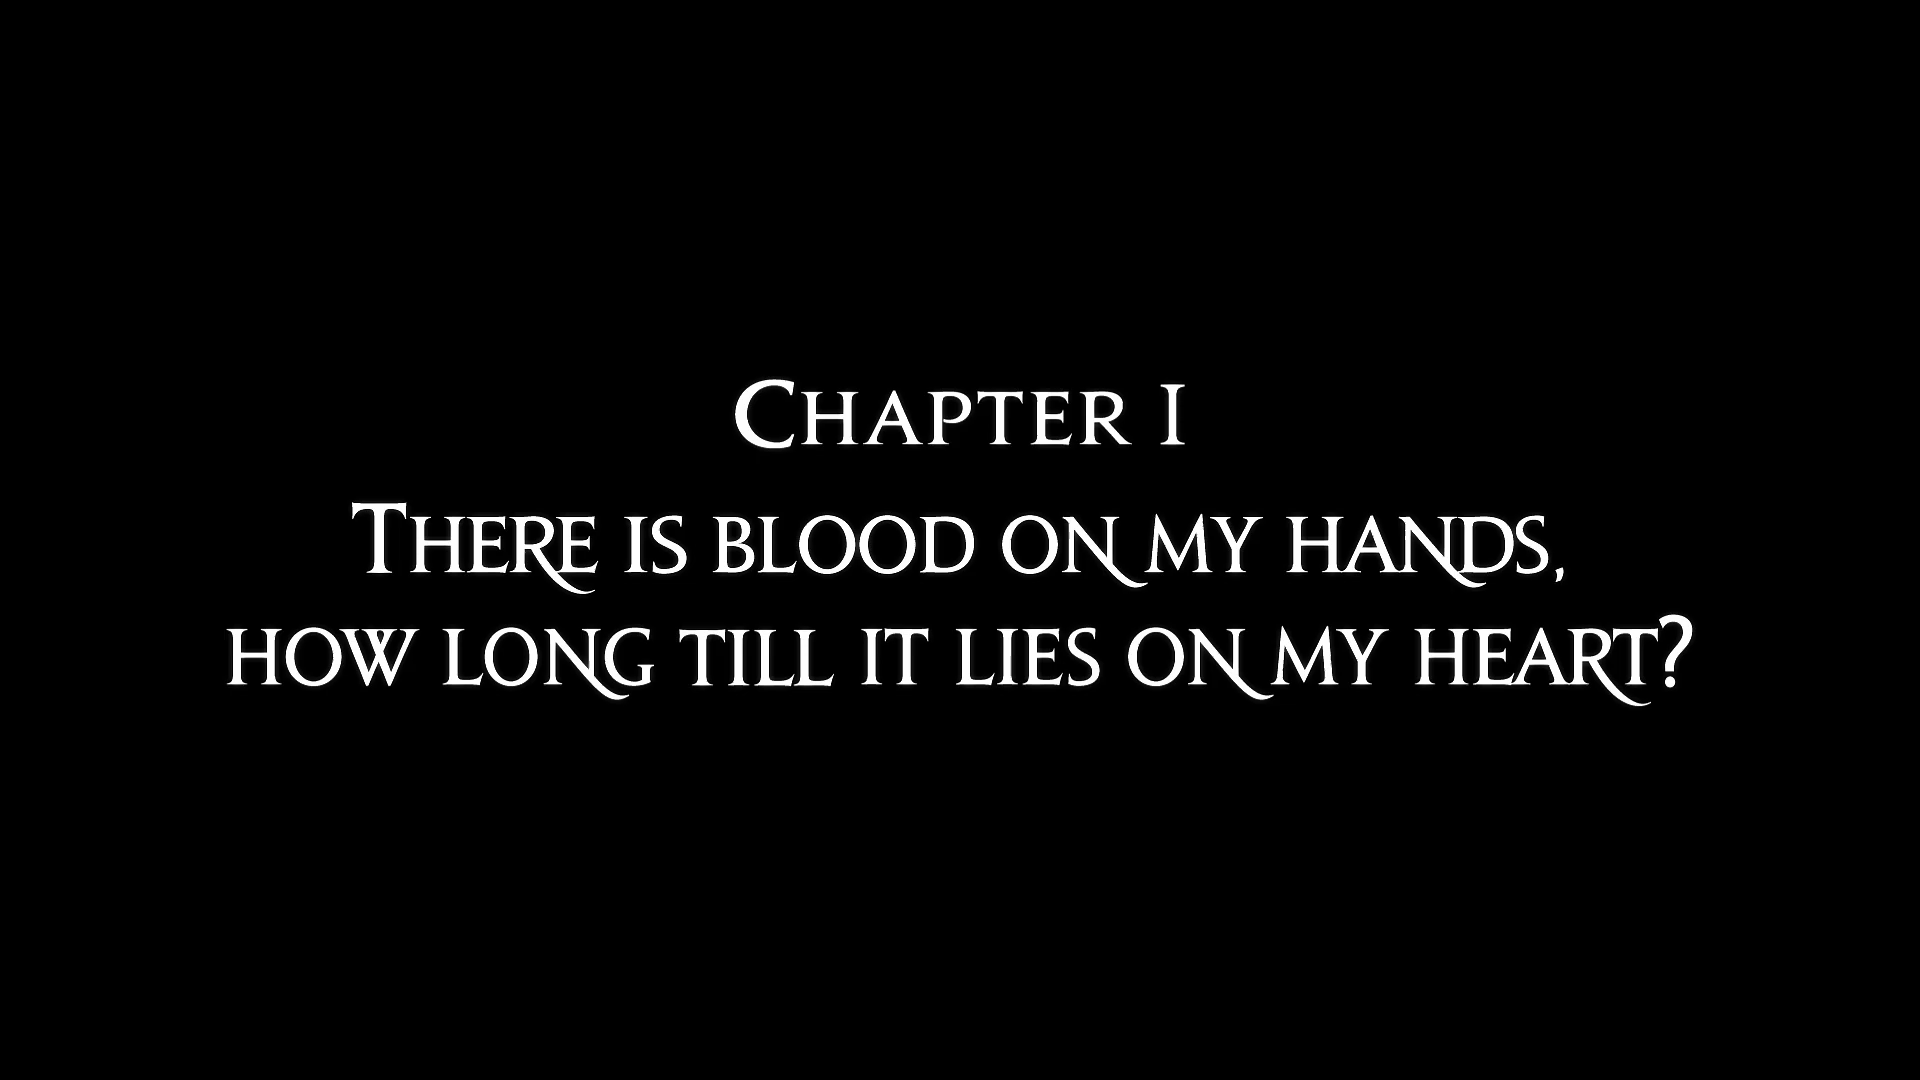 Chapter I
There is blood on my hands,
how long till it lies on my heart?